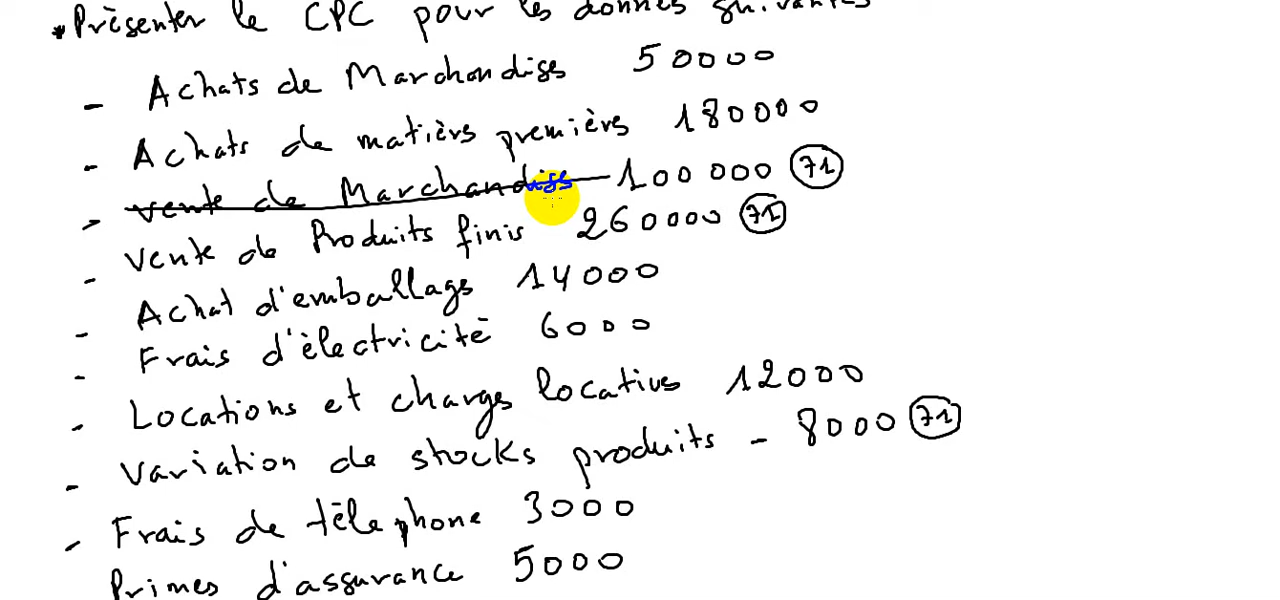 *Présenter le CPC pour les donnés suivantes
- Achats de Marchandises 50000
- Achats de matières premières 180000
- Vente de Marchandises 100 000 (71)
- Vente de Produits finis 260000 (71)
- Achat d'emballages 14000
- Frais d'électricité 6000
- Locations et charges locatives 12000
- Variation de stocks produits - 8000 (71)
- Frais de téléphone 3000
- Primes d'assurance 5000